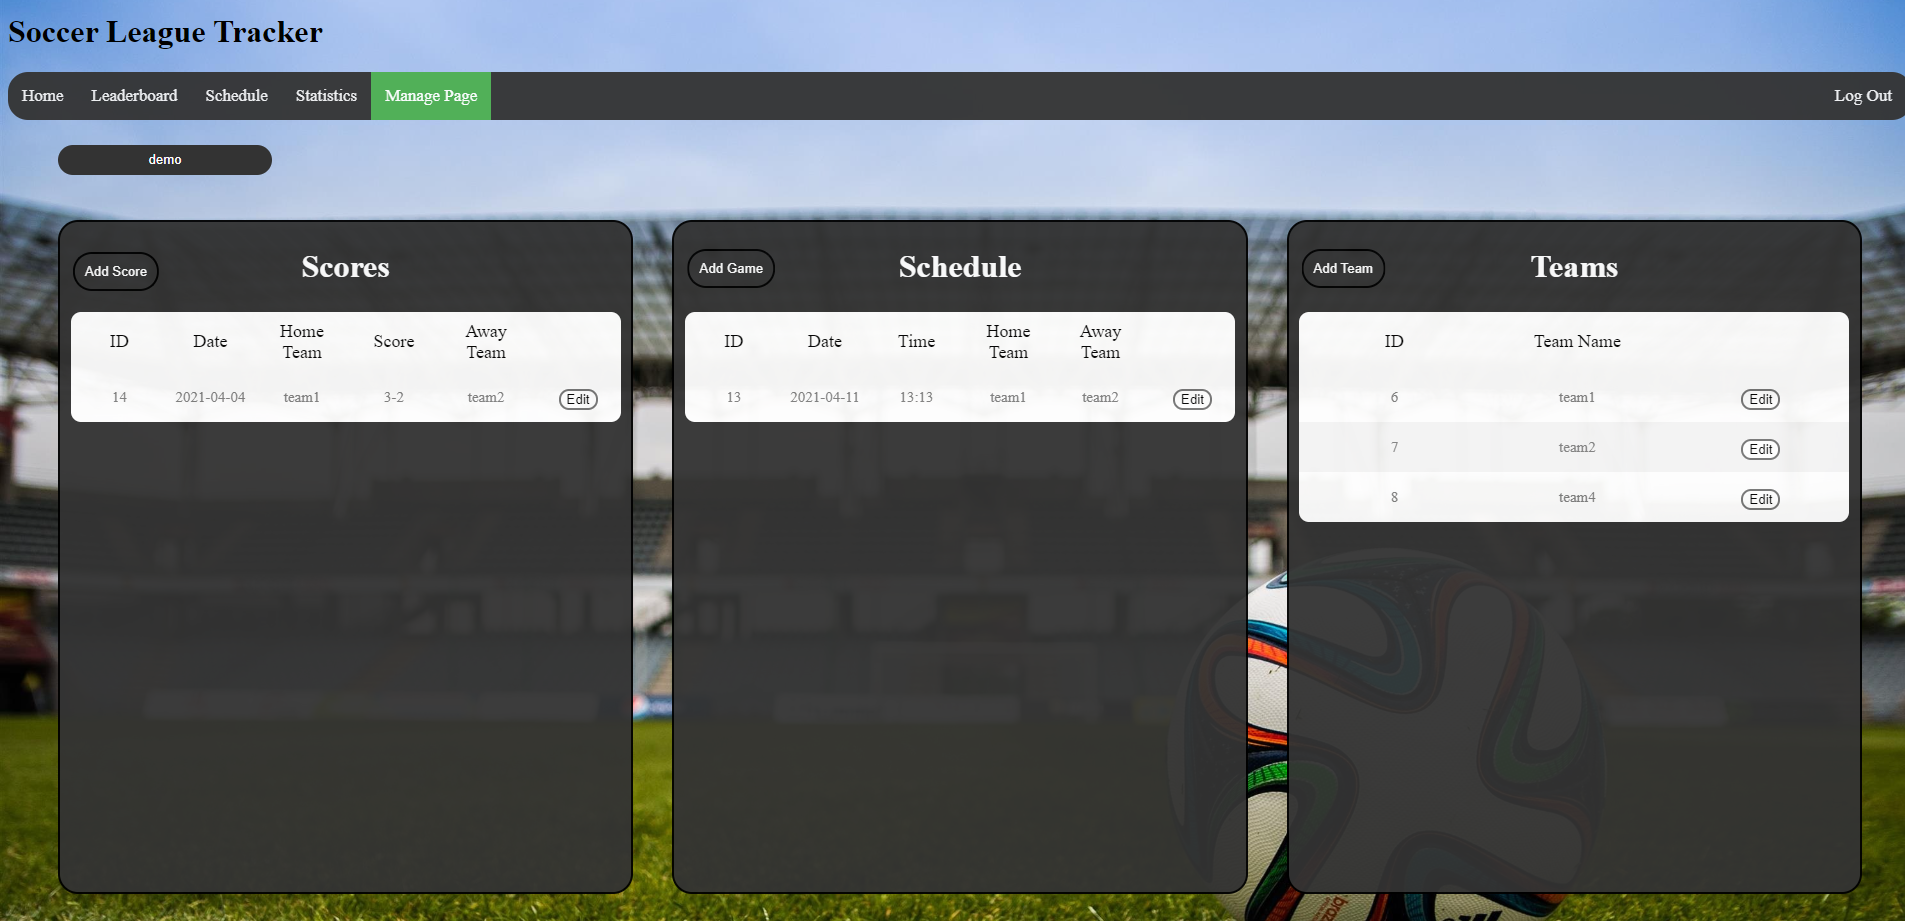 Soccer League Tracker
Home Leaderboard Schedule Statistics Manage Page Log Out
demo
Add Score Scores
ID Date Home Team Score Away Team
14 2021-04-04 team1 3-2 team2 Edit
Add Game Schedule
ID Date Time Home Team Away Team
13 2021-04-11 13:13 team1 team2 Edit
Add Team Teams
ID Team Name
6 team1 Edit
7 team2 Edit
8 team4 Edit